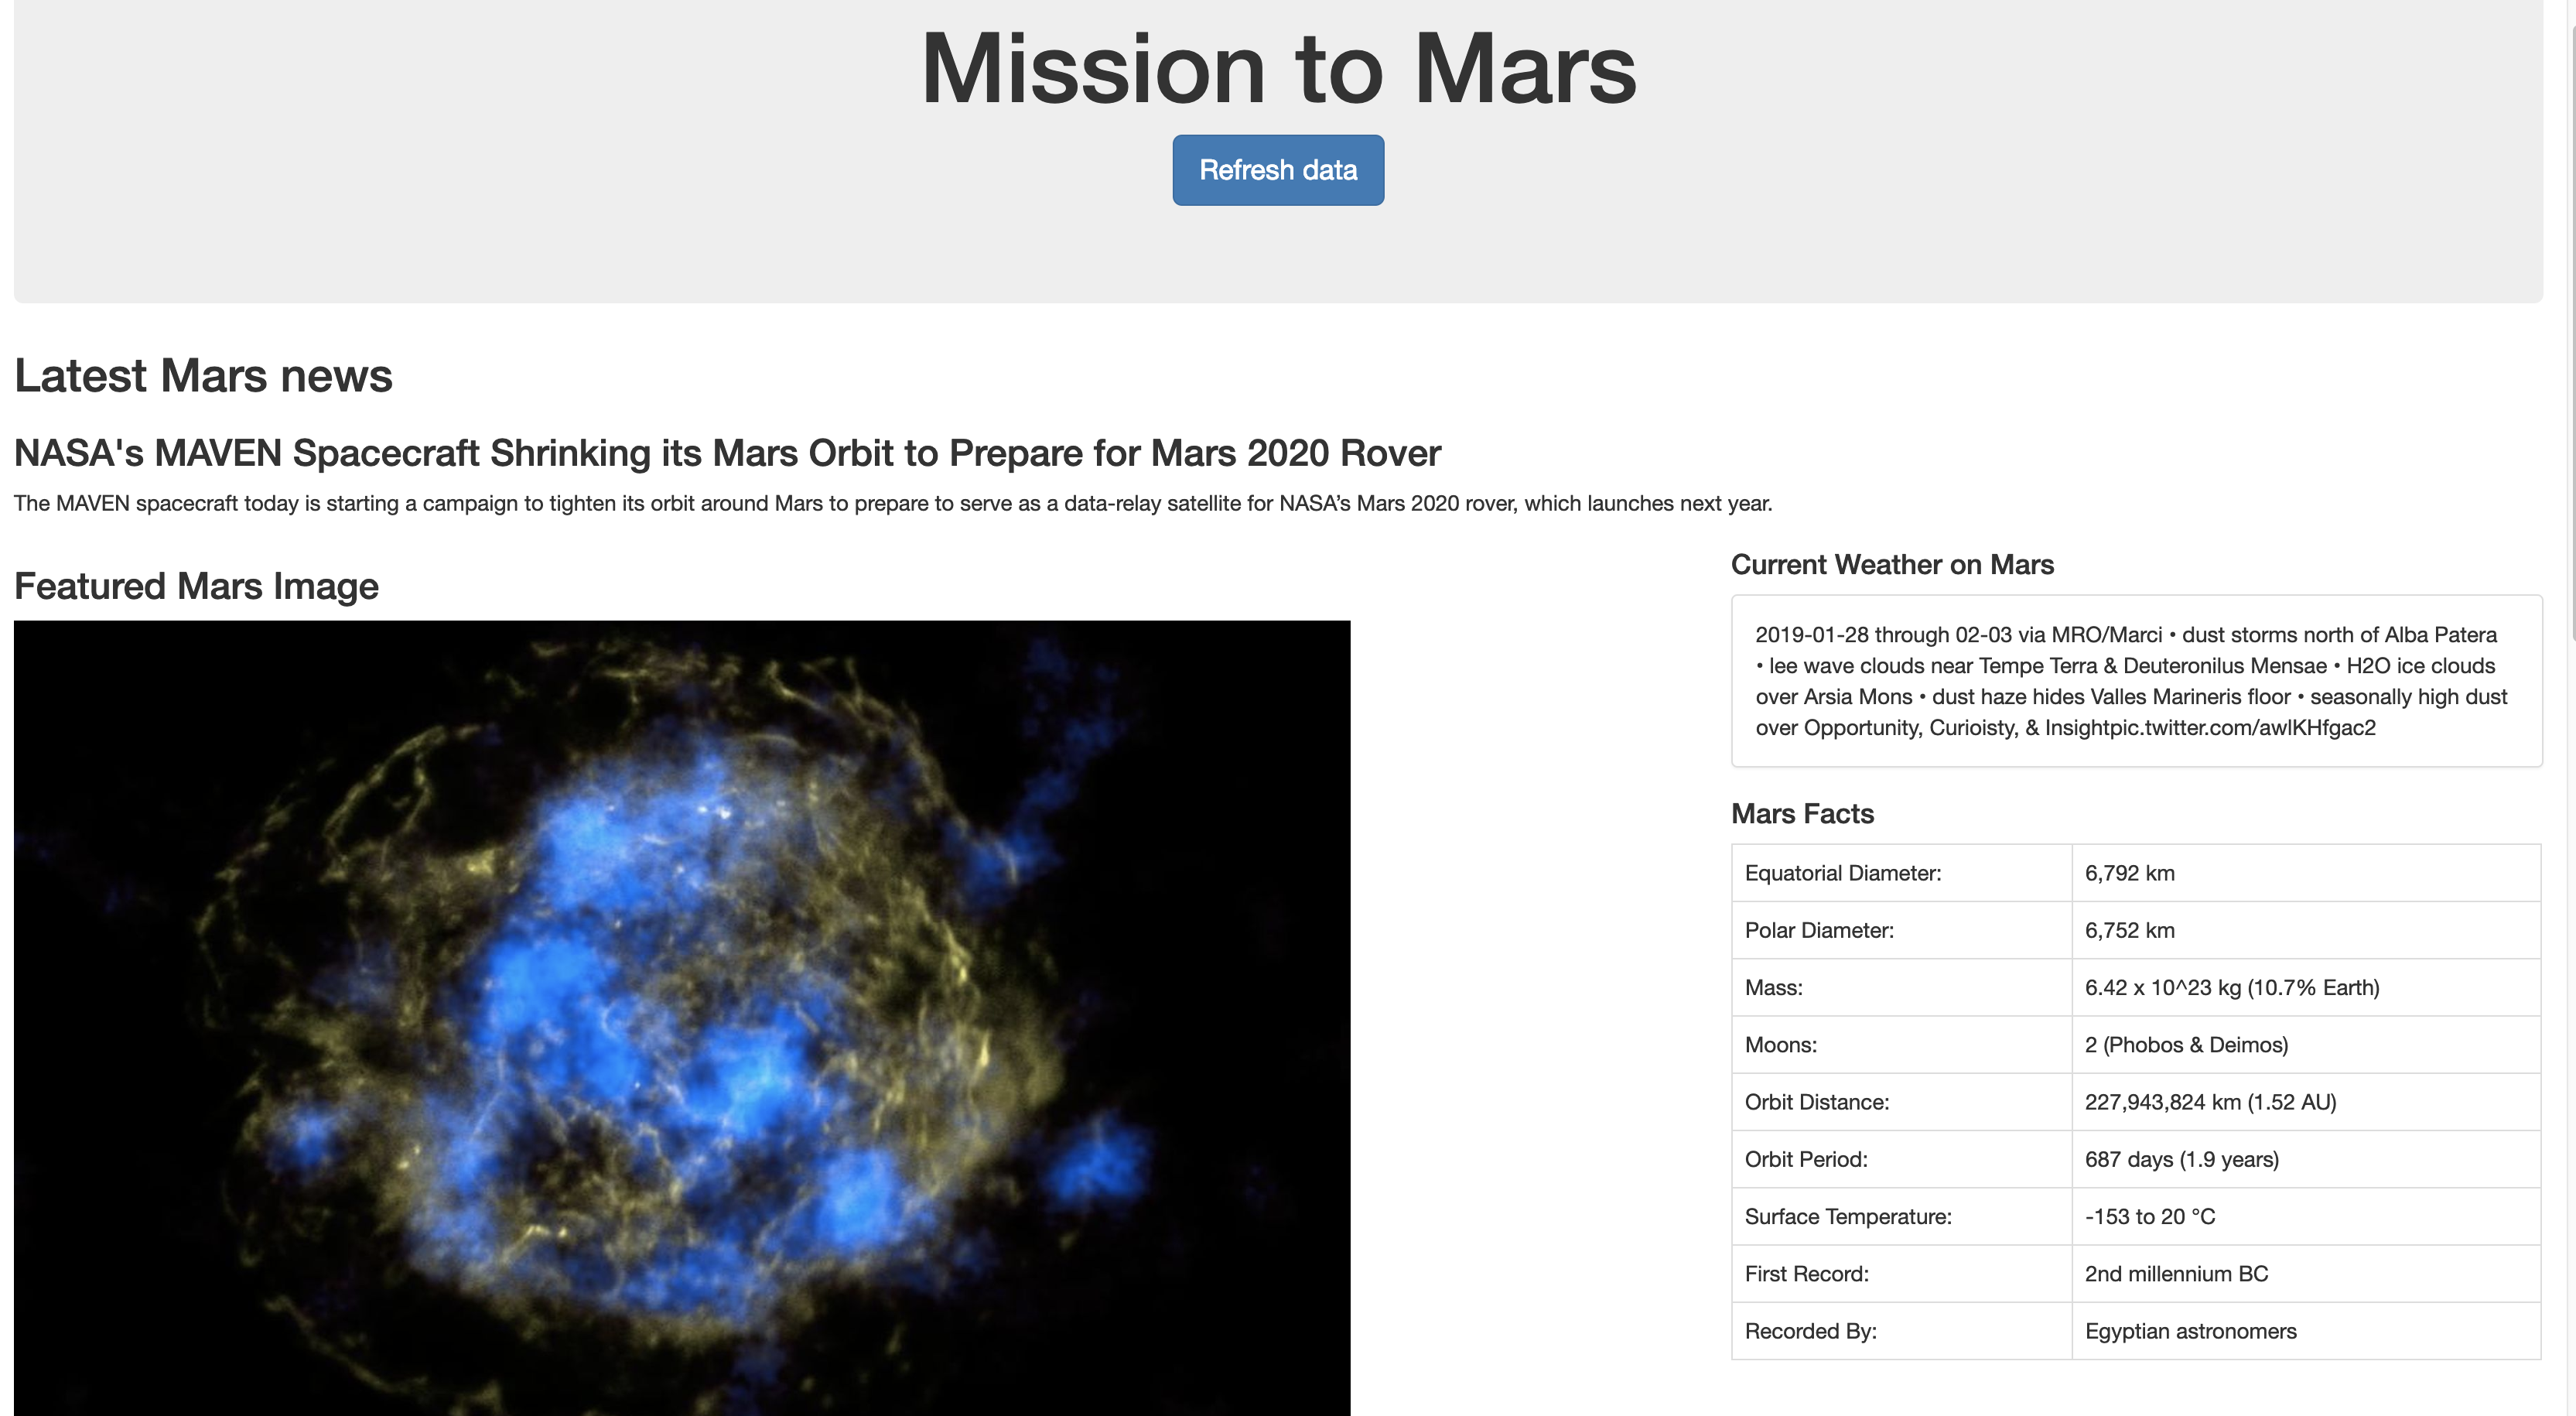 Mission to Mars
Refresh data
Latest Mars news
NASA's MAVEN Spacecraft Shrinking its Mars Orbit to Prepare for Mars 2020 Rover
The MAVEN spacecraft today is starting a campaign to tighten its orbit around Mars to prepare to serve as a data-relay satellite for NASA’s Mars 2020 rover, which launches next year.
Featured Mars Image
Current Weather on Mars
2019-01-28 through 02-03 via MRO/Marci • dust storms north of Alba Patera
• lee wave clouds near Tempe Terra & Deuteronilus Mensae • H2O ice clouds
over Arsia Mons • dust haze hides Valles Marineris floor • seasonally high dust
over Opportunity, Curioisty, & Insightpic.twitter.com/awlKHfgac2
Mars Facts
Equatorial Diameter: 6,792 km
Polar Diameter: 6,752 km
Mass: 6.42 x 10^23 kg (10.7% Earth)
Moons: 2 (Phobos & Deimos)
Orbit Distance: 227,943,824 km (1.52 AU)
Orbit Period: 687 days (1.9 years)
Surface Temperature: -153 to 20 °C
First Record: 2nd millennium BC
Recorded By: Egyptian astronomers